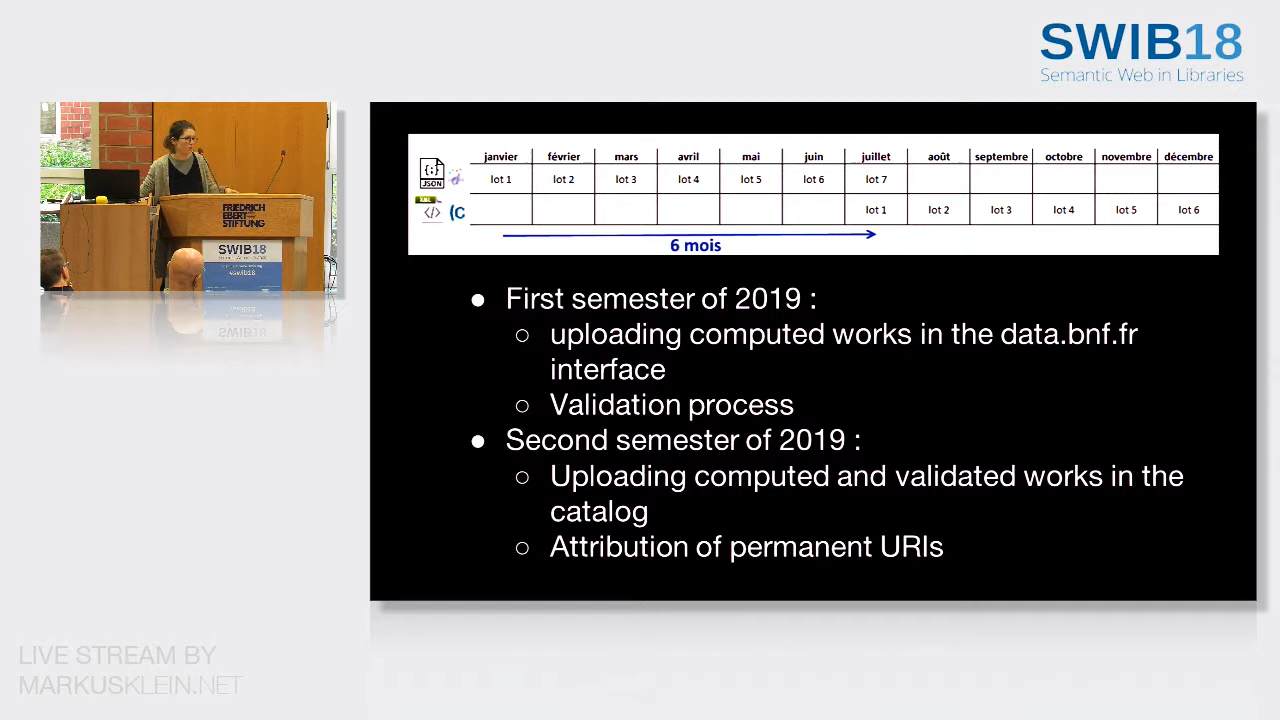 SWIB18
Semantic Web in Libraries
janvier février mars avril mai juin juillet août septembre octobre novembre décembre
JSON lot 1 lot 2 lot 3 lot 4 lot 5 lot 6 lot 7
XML </> (C lot 1 lot 2 lot 3 lot 4 lot 5 lot 6
6 mois
● First semester of 2019 :
○ uploading computed works in the data.bnf.fr
interface
○ Validation process
● Second semester of 2019 :
○ Uploading computed and validated works in the
catalog
○ Attribution of permanent URIs
FRIEDRICH
EBERT
STIFTUNG
SWIB18
#swib18
LIVE STREAM BY
MARKUSKLEIN.NET